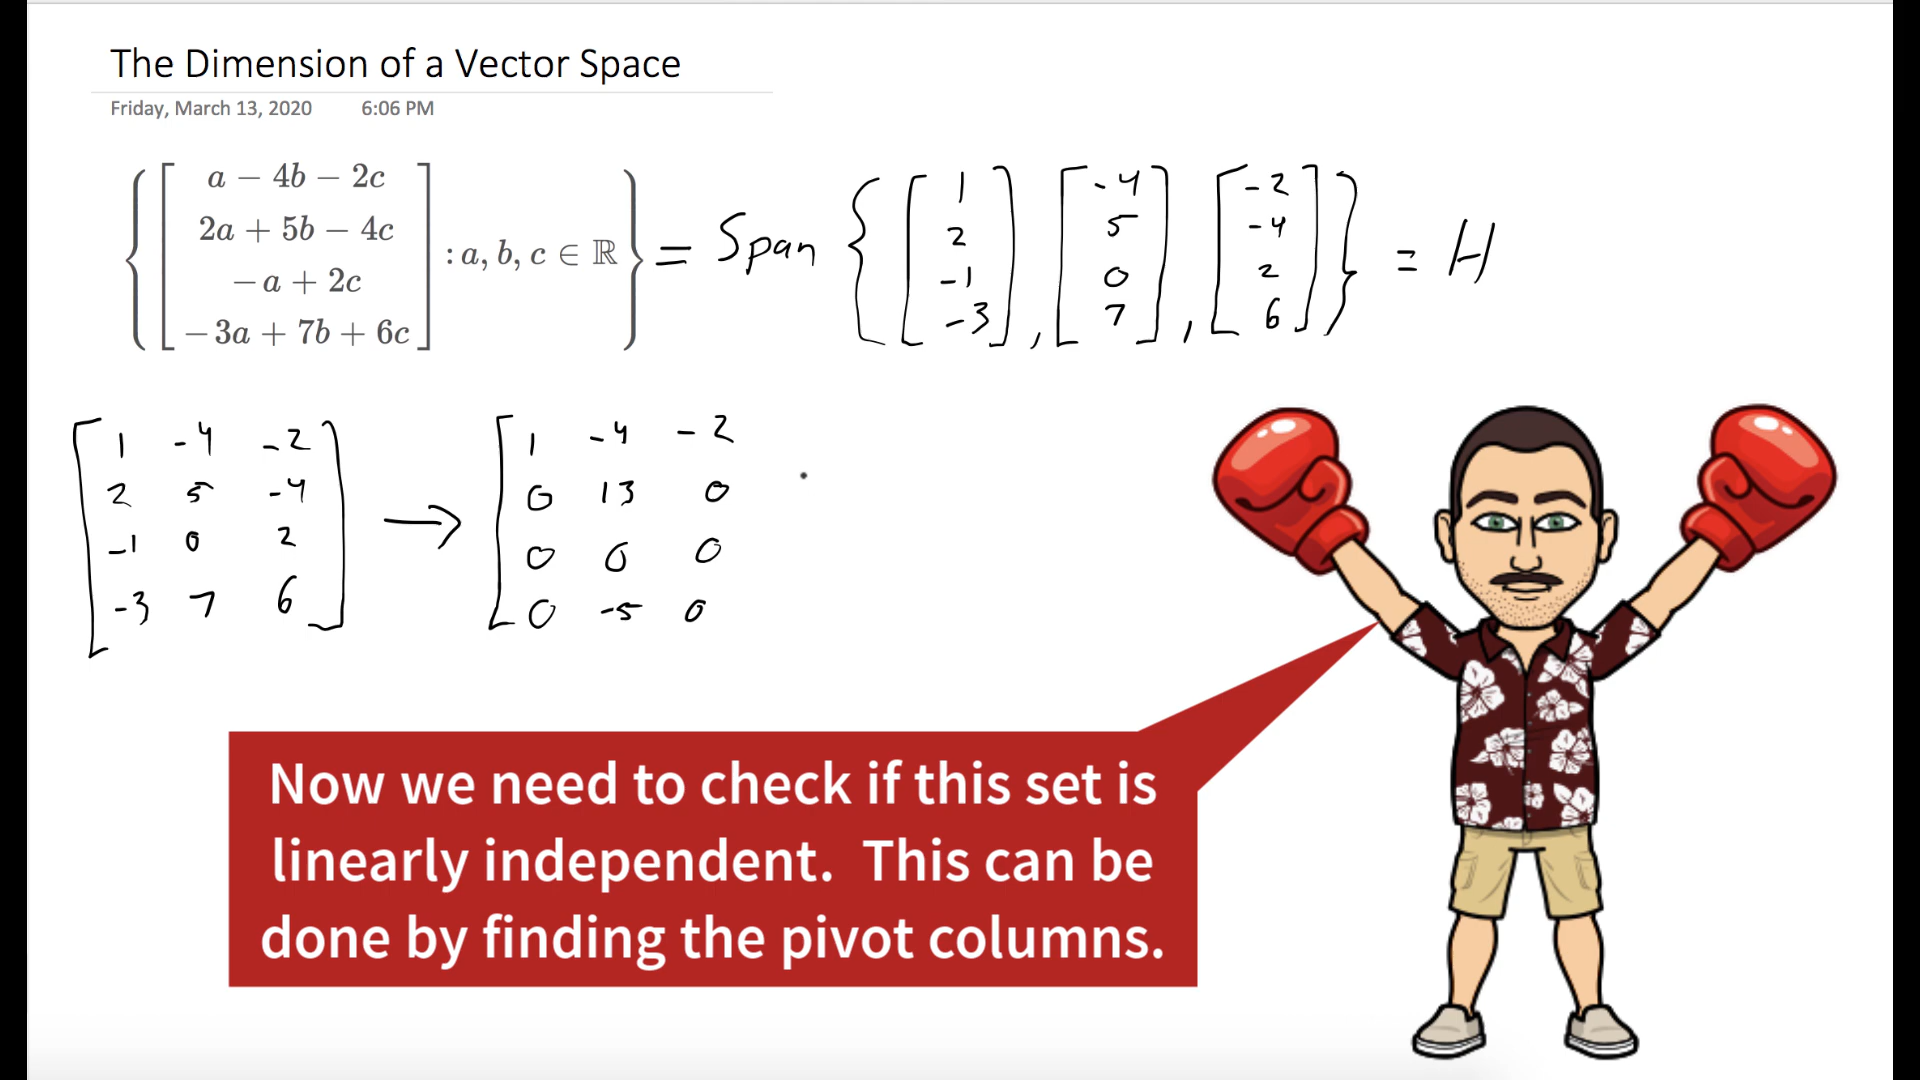 The Dimension of a Vector Space
Friday, March 13, 2020 6:06 PM
a − 4b − 2c
2a + 5b − 4c
− a + 2c
− 3a + 7b + 6c
: a, b, c ∈ ℝ
= Span
1
2
-1
-3
,
-4
5
0
7
,
-2
-4
2
6
= H
1 -4 -2
2 5 -4
-1 0 2
-3 7 6
→
1 -4 -2
0 13 0
0 0 0
0 -5 0
Now we need to check if this set is
linearly independent. This can be
done by finding the pivot columns.